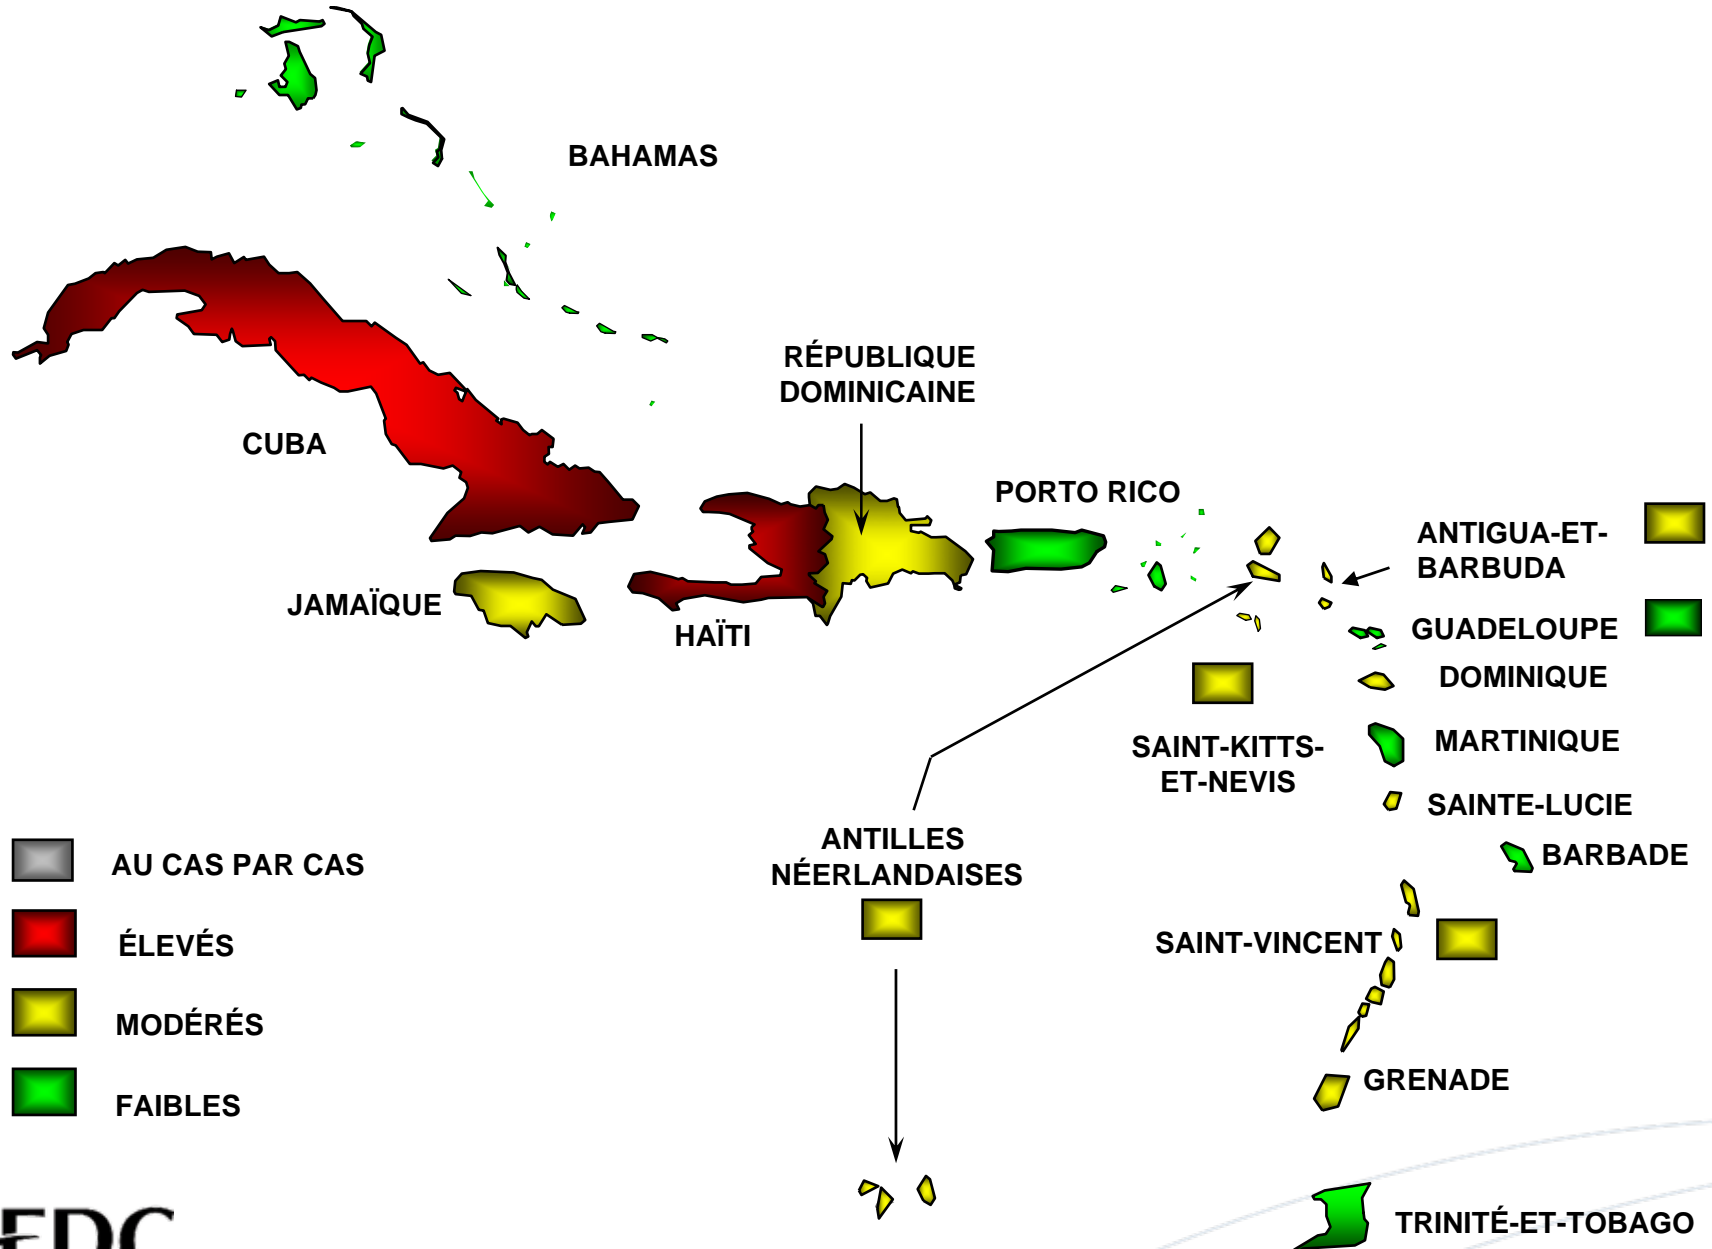 BAHAMAS
RÉPUBLIQUE
DOMINICAINE
CUBA
PORTO RICO
ANTIGUA-ET-
BARBUDA
JAMAÏQUE
HAÏTI
GUADELOUPE
DOMINIQUE
SAINT-KITTS-
ET-NEVIS
MARTINIQUE
SAINTE-LUCIE
ANTILLES
NÉERLANDAISES
BARBADE
AU CAS PAR CAS
ÉLEVÉS
SAINT-VINCENT
MODÉRÉS
FAIBLES
GRENADE
TRINITÉ-ET-TOBAGO
EDC